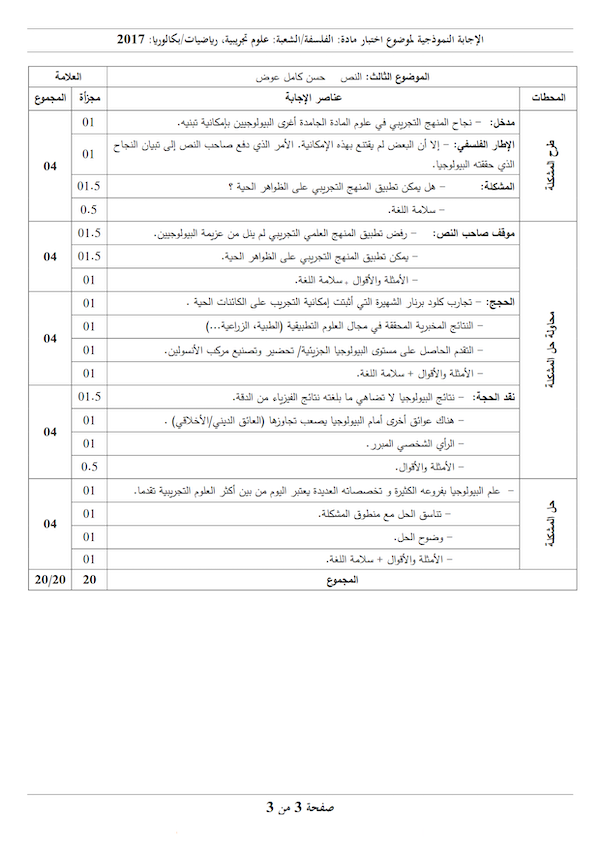 الإجابة النموذجية لموضوع اختبار مادة: الفلسفة/الشعبة: علوم تجريبية، رياضيات/بكالوريا: 2017
الموضوع الثالث: النص حسن كامل عوض العلامة
المحطات عناصر الإجابة مجزأة المجموع
طرح المشكلة
مدخل: – نجاح المنهج التجريبي في علوم المادة الجامدة أغرى البيولوجيين بإمكانية تبنيه. 01
الإطار الفلسفي: – إلا أن البعض لم يقتنع بهذه الإمكانية. الأمر الذي دفع صاحب النص إلى تبيان النجاح
الذي حققته البيولوجيا. 01
المشكلة: – هل يمكن تطبيق المنهج التجريبي على الظواهر الحية ؟ 01.5
– سلامة اللغة. 0.5
04
محاولة حل المشكلة
موقف صاحب النص: – رفض تطبيق المنهج العلمي التجريبي لم ينل من عزيمة البيولوجيين. 01.5
– يمكن تطبيق المنهج التجريبي على الظواهر الحية. 01.5
– الأمثلة والأقوال + سلامة اللغة. 01
04
الحجج: – تجارب كلود برنار الشهيرة التي أثبتت إمكانية التجريب على الكائنات الحية . 01
– النتائج المخبرية المحققة في مجال العلوم التطبيقية (الطبية، الزراعية...) 01
– التقدم الحاصل على مستوى البيولوجيا الجزيئية/ تحضير وتصنيع مركب الأنسولين. 01
– الأمثلة والأقوال + سلامة اللغة. 01
04
نقد الحجة: – نتائج البيولوجيا لا تضاهي ما بلغته نتائج الفيزياء من الدقة. 01.5
– هناك عوائق أخرى أمام البيولوجيا يصعب تجاوزها (العائق الديني/الأخلاقي) . 01
– الرأي الشخصي المبرر. 01
– الأمثلة والأقوال. 0.5
04
حل المشكلة
– علم البيولوجيا بفروعه الكثيرة و تخصصاته العديدة يعتبر اليوم من بين أكثر العلوم التجريبية تقدما. 01
– تناسق الحل مع منطوق المشكلة. 01
– وضوح الحل. 01
– الأمثلة والأقوال + سلامة اللغة. 01
04
المجموع 20 20/20
صفحة 3 من 3